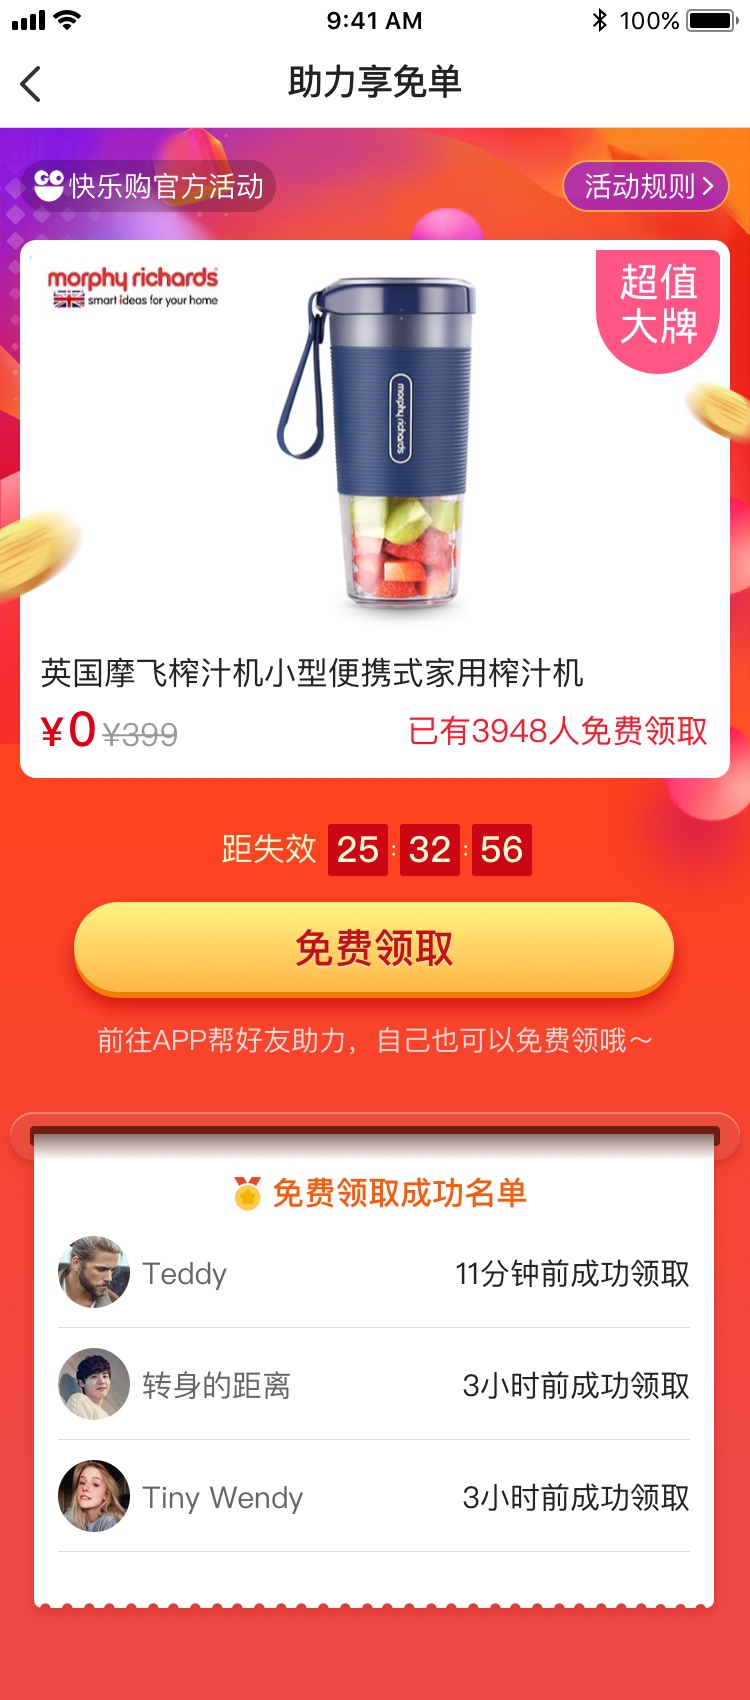 9:41 AM
100%
助力享免单
GO快乐购官方活动
活动规则
morphy richards
smart ideas for your home
超值
大牌
morphy richards
英国摩飞榨汁机小型便携式家用榨汁机
¥0 ¥399
已有3948人免费领取
距失效 25:32:56
免费领取
前往APP帮好友助力，自己也可以免费领哦～
免费领取成功名单
Teddy 11分钟前成功领取
转身的距离 3小时前成功领取
Tiny Wendy 3小时前成功领取